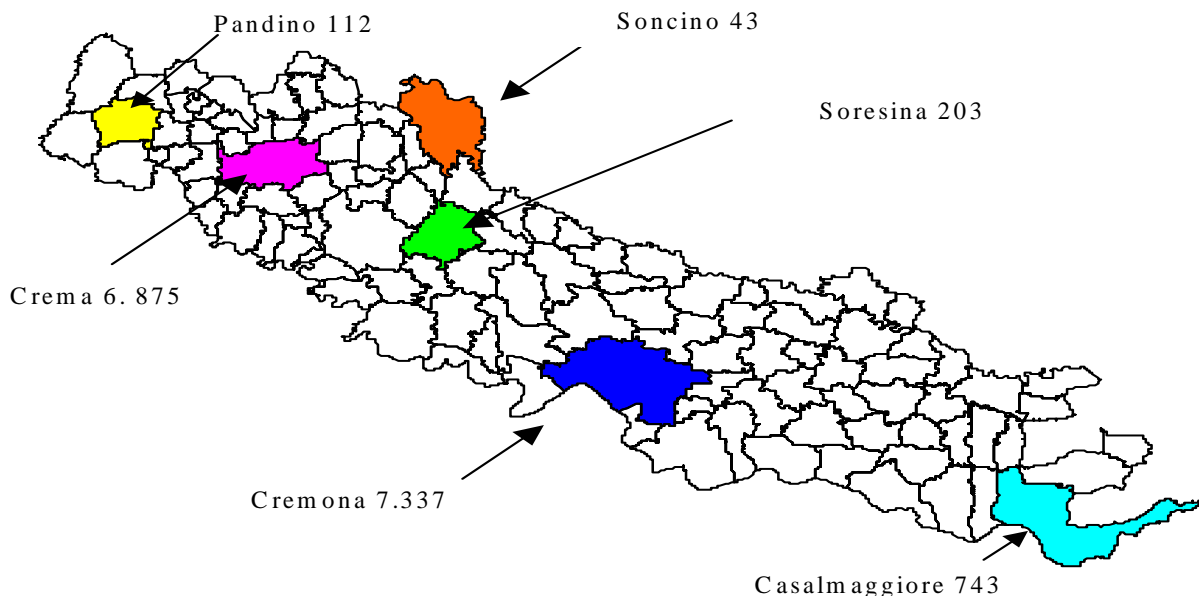 Pandino 112
Soncino 43
Soresina 203
Crema 6.875
Cremona 7.337
Casalmaggiore 743